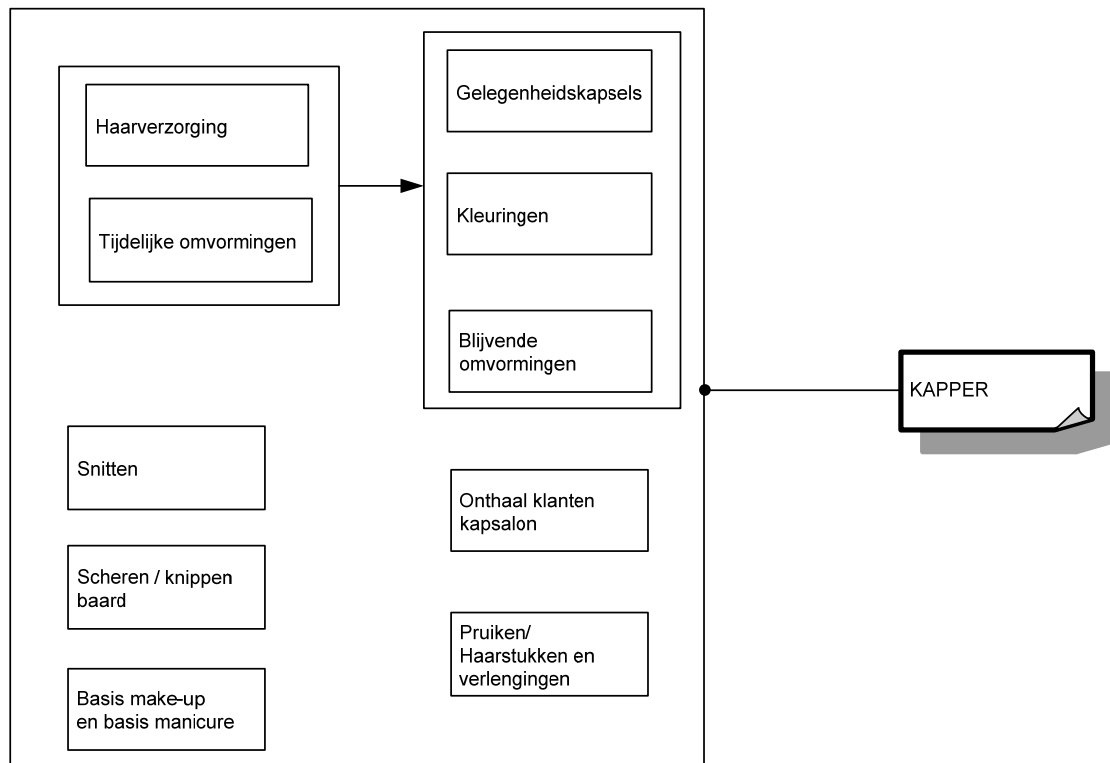 Haarverzorging
Tijdelijke omvormingen
Gelegenheidskapsels
Kleuringen
Blijvende
omvormingen
KAPPER
Snitten
Scheren / knippen
baard
Basis make-up
en basis manicure
Onthaal klanten
kapsalon
Pruiken/
Haarstukken en
verlengingen